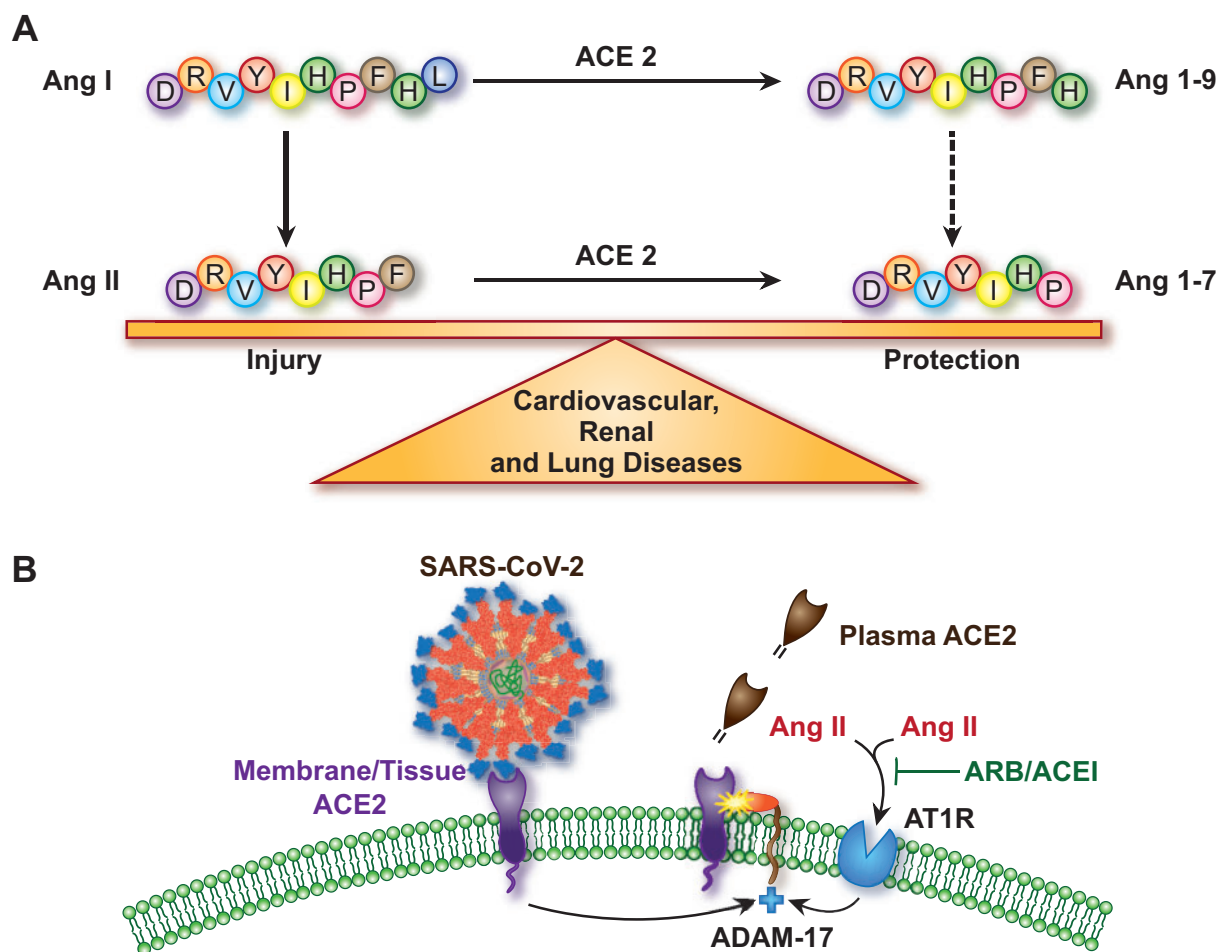 A
Ang I
D R V Y I H P F H L
ACE 2
D R V Y I H P F H
Ang 1-9
Ang II
D R V Y I H P F
ACE 2
D R V Y I H P
Ang 1-7
Injury
Protection
Cardiovascular,
Renal
and Lung Diseases
B
SARS-CoV-2
Plasma ACE2
Ang II
Ang II
Membrane/Tissue
ACE2
ARB/ACEI
AT1R
ADAM-17